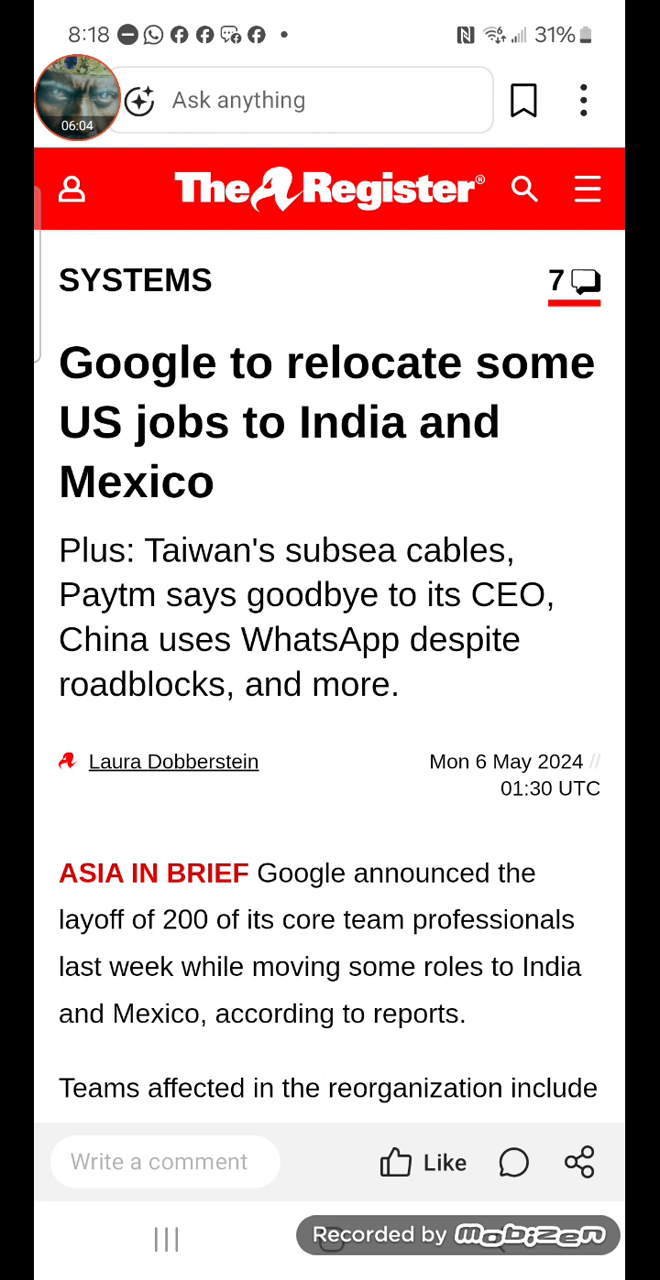 8:18
31%
06:04
Ask anything
The Register®
SYSTEMS
7
Google to relocate some
US jobs to India and
Mexico
Plus: Taiwan's subsea cables,
Paytm says goodbye to its CEO,
China uses WhatsApp despite
roadblocks, and more.
Laura Dobberstein
Mon 6 May 2024 //
01:30 UTC
ASIA IN BRIEF Google announced the
layoff of 200 of its core team professionals
last week while moving some roles to India
and Mexico, according to reports.
Teams affected in the reorganization include
Write a comment
Like
Recorded by mobizen